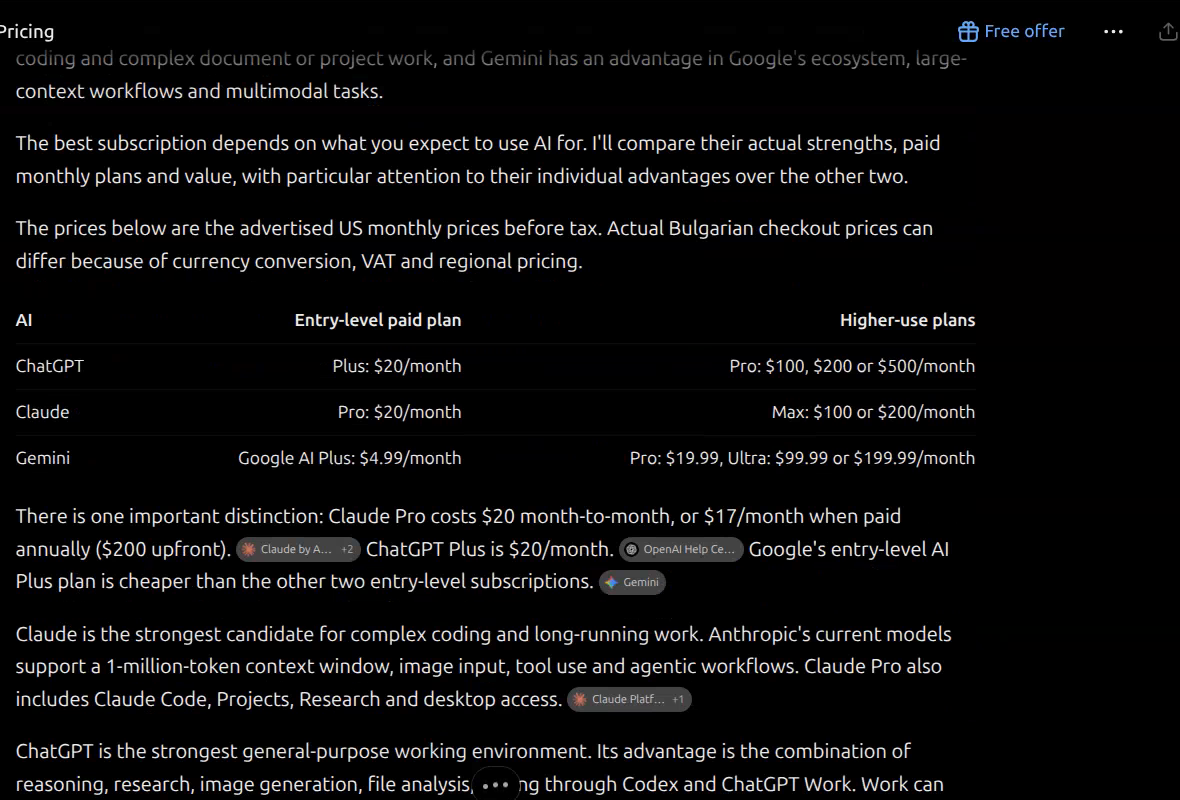 Pricing
Free offer
coding and complex document or project work, and Gemini has an advantage in Google's ecosystem, large-
context workflows and multimodal tasks.
The best subscription depends on what you expect to use AI for. I'll compare their actual strengths, paid
monthly plans and value, with particular attention to their individual advantages over the other two.
The prices below are the advertised US monthly prices before tax. Actual Bulgarian checkout prices can
differ because of currency conversion, VAT and regional pricing.
AI Entry-level paid plan Higher-use plans
ChatGPT Plus: $20/month Pro: $100, $200 or $500/month
Claude Pro: $20/month Max: $100 or $200/month
Gemini Google AI Plus: $4.99/month Pro: $19.99, Ultra: $99.99 or $199.99/month
There is one important distinction: Claude Pro costs $20 month-to-month, or $17/month when paid
annually ($200 upfront). Claude by A... +2 ChatGPT Plus is $20/month. OpenAI Help Ce... Google's entry-level AI
Plus plan is cheaper than the other two entry-level subscriptions. Gemini
Claude is the strongest candidate for complex coding and long-running work. Anthropic's current models
support a 1-million-token context window, image input, tool use and agentic workflows. Claude Pro also
includes Claude Code, Projects, Research and desktop access. Claude Platf... +1
ChatGPT is the strongest general-purpose working environment. Its advantage is the combination of
reasoning, research, image generation, file analysis, ng through Codex and ChatGPT Work. Work can